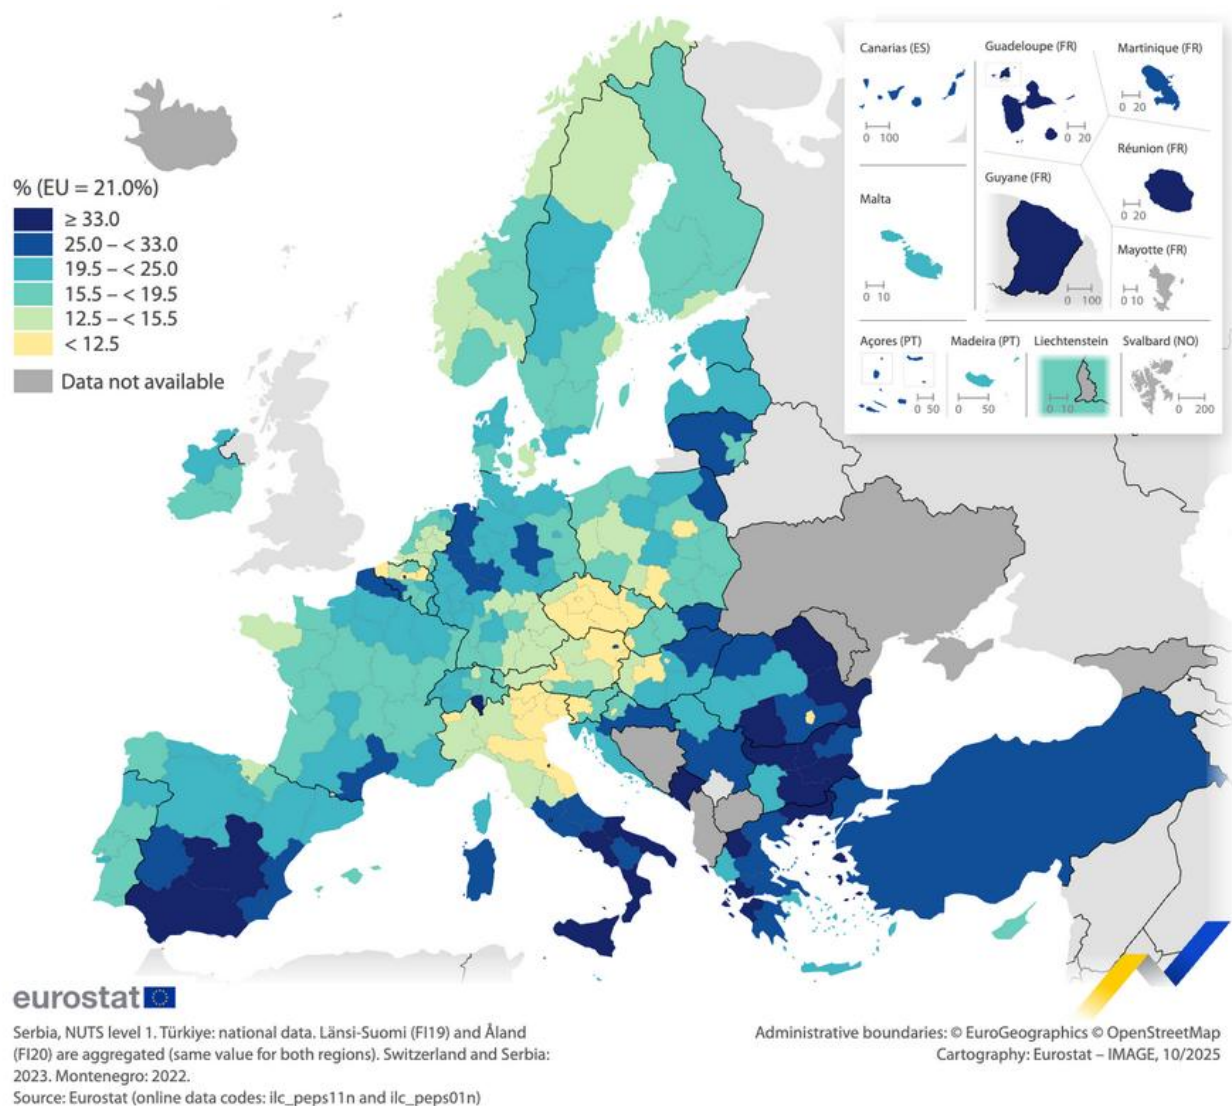 % (EU = 21.0%)
≥ 33.0
25.0 – < 33.0
19.5 – < 25.0
15.5 – < 19.5
12.5 – < 15.5
< 12.5
Data not available
Canarias (ES)
0 100
Guadeloupe (FR)
0 20
Martinique (FR)
0 20
Réunion (FR)
0 20
Guyane (FR)
0 100
Malta
0 10
Mayotte (FR)
0 10
Açores (PT)
0 50
Madeira (PT)
0 50
Liechtenstein
0 10
Svalbard (NO)
0 200
eurostat
Serbia, NUTS level 1. Türkiye: national data. Länsi-Suomi (FI19) and Åland
(FI20) are aggregated (same value for both regions). Switzerland and Serbia:
2023. Montenegro: 2022.
Source: Eurostat (online data codes: ilc_peps11n and ilc_peps01n)
Administrative boundaries: © EuroGeographics © OpenStreetMap
Cartography: Eurostat – IMAGE, 10/2025